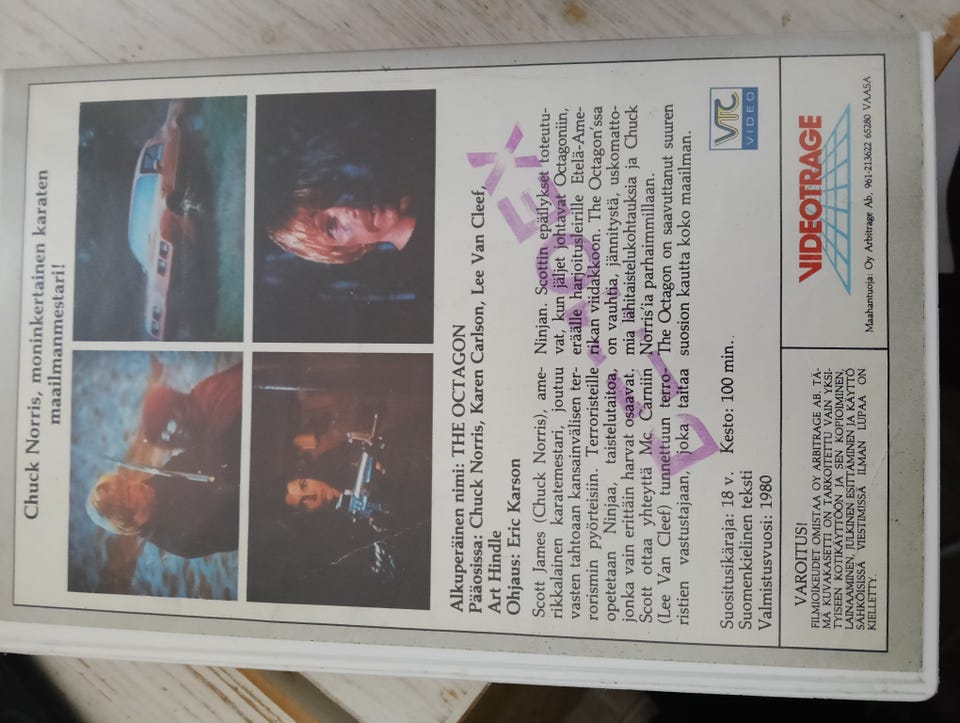 Chuck Norris, moninkertainen karaten
maailmanmestari!
Alkuperäinen nimi: THE OCTAGON
Pääosissa: Chuck Norris, Karen Carlson, Lee Van Cleef,
Art Hindle
Ohjaus: Eric Karson
Scott James (Chuck Norris), ame-
rikkalainen karatemestari, joutuu
vasten tahtoaan kansainvälisen ter-
rorismin pyörteisiin. Terroristeille
opetetaan Ninjaa, taistelutaitoa,
jonka vain erittäin harvat osaavat.
Scott ottaa yhteyttä Mc Carniin
(Lee Van Cleef) tunnettuun terro-
ristien vastustajaan, joka taitaa
Ninjan. Scottin epäilykset toteutu-
vat, kun jäljet johtavat Octagoniin,
eräälle harjoitusleirille Etelä-Ame-
rikan viidakkoon. The Octagon'ssa
on vauhtia, jännitystä, uskomatto-
mia lähitaistelukohtauksia ja Chuck
Norris'ia parhaimmillaan.
The Octagon on saavuttanut suuren
suosion kautta koko maailman.
Suositusikäraja: 18 v. Kesto: 100 min..
Suomenkielinen teksti
Valmistusvuosi: 1980
VTC
VIDEO
VAROITUS!
FILMIOIKEUDET OMISTAA OY ARBITRAGE AB. TÄ-
MÄ KUVAKASETTI ON TARKOITETTU VAIN YKSI-
TYISEEN KOTIKÄYTTÖÖN JA SEN KOPIOIMINEN,
LAINAAMINEN, JULKINEN ESITTÄMINEN JA KÄYTTÖ
SÄHKÖISSÄ VIESTIMISSÄ ILMAN LUPAA ON
KIELLETTY.
VIDEOTRAGE
Maahantuoja: Oy Arbitrage Ab, 961-213622 65280 VAASA